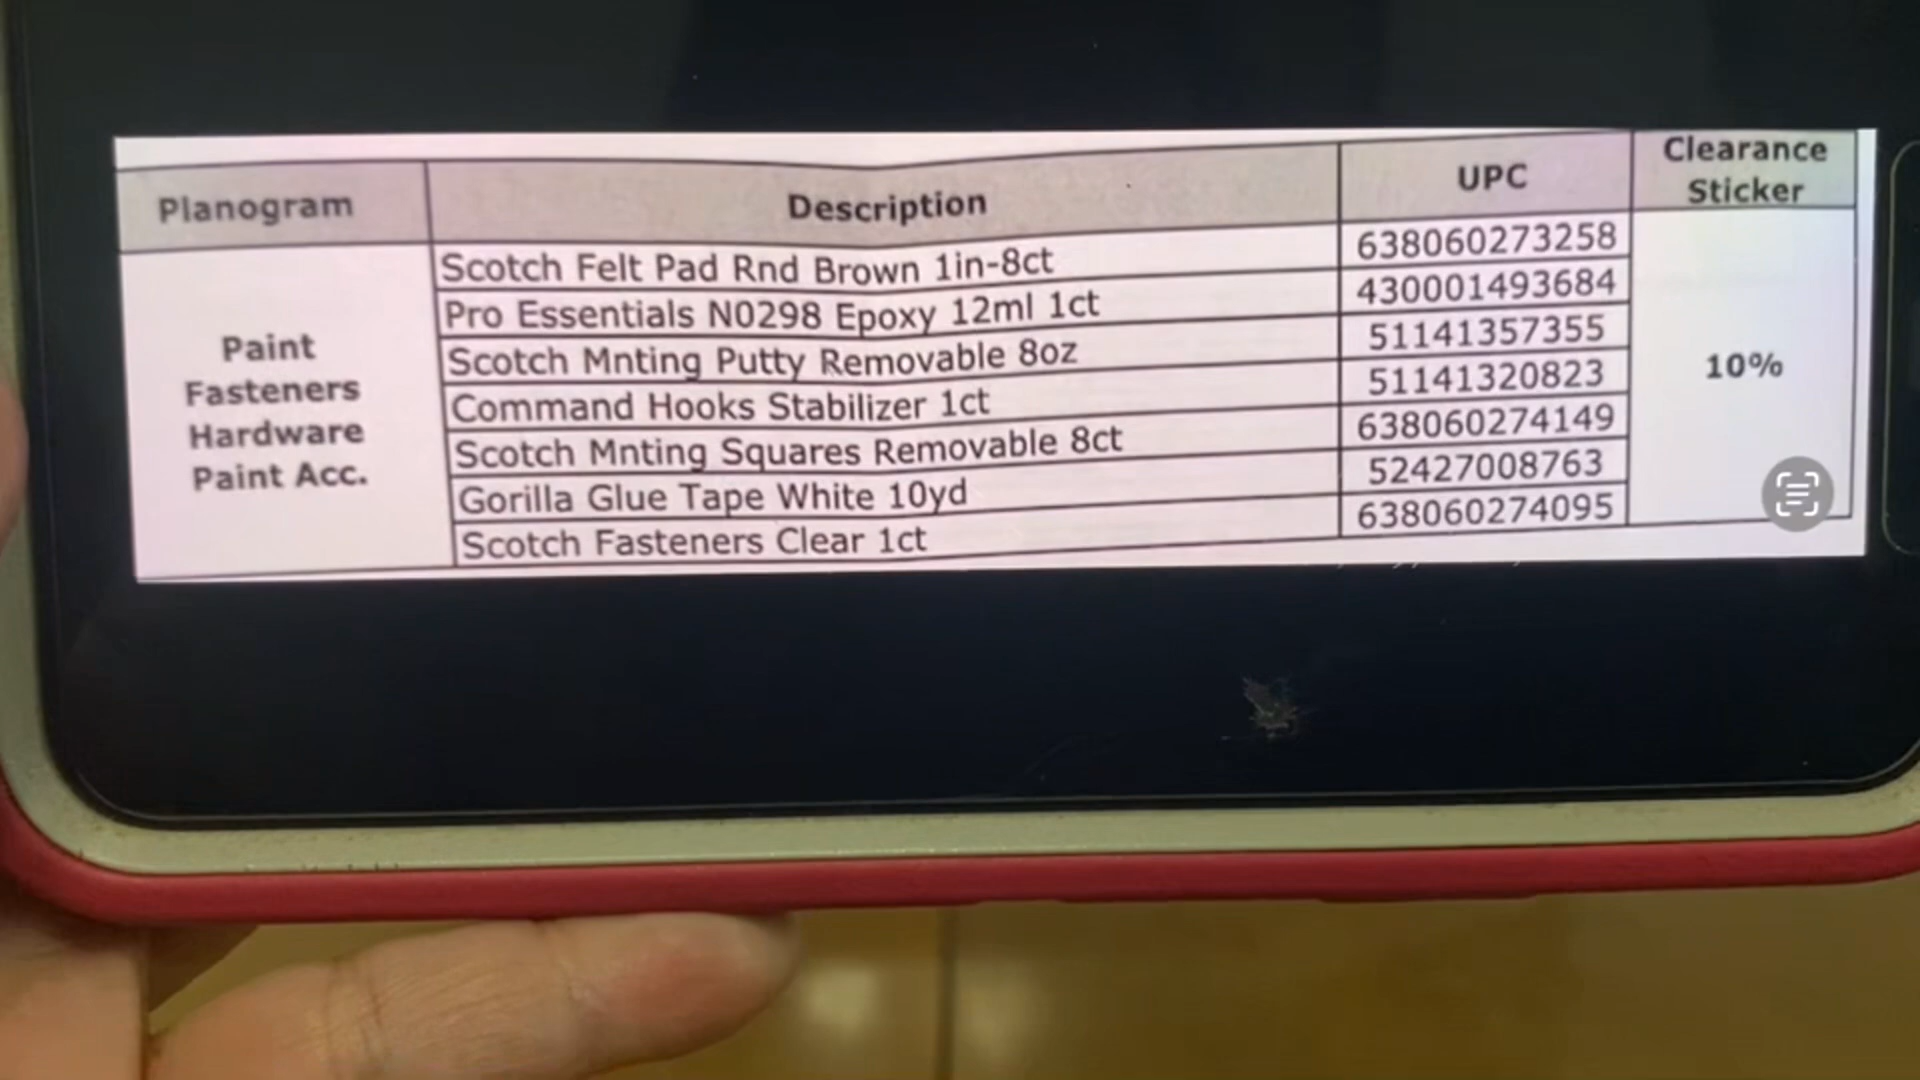 Planogram Description UPC Clearance Sticker
Scotch Felt Pad Rnd Brown 1in-8ct 638060273258
Pro Essentials N0298 Epoxy 12ml 1ct 430001493684
Scotch Mnting Putty Removable 8oz 51141357355
Command Hooks Stabilizer 1ct 51141320823
Scotch Mnting Squares Removable 8ct 638060274149
Gorilla Glue Tape White 10yd 52427008763
Scotch Fasteners Clear 1ct 638060274095
Paint
Fasteners
Hardware
Paint Acc.
10%